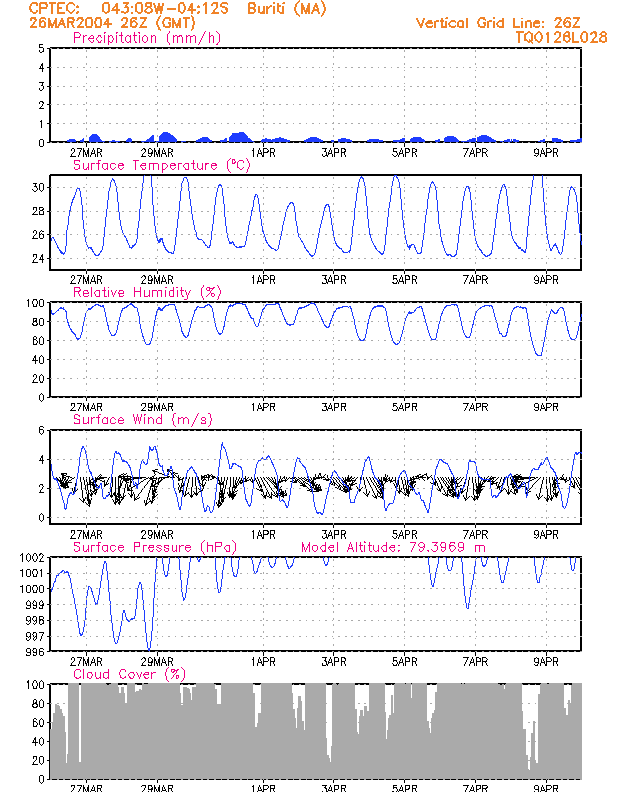 CPTEC: 043:08W-04:12S Buriti (MA)
26MAR2004 26Z (GMT) Vertical Grid Line: 26Z
Precipitation (mm/h) TQ0126L028
5
4
3
2
1
0
27MAR 29MAR 1APR 3APR 5APR 7APR 9APR
Surface Temperature (°C)
30
28
26
24
27MAR 29MAR 1APR 3APR 5APR 7APR 9APR
Relative Humidity (%)
100
80
60
40
20
0
27MAR 29MAR 1APR 3APR 5APR 7APR 9APR
Surface Wind (m/s)
6
4
2
0
27MAR 29MAR 1APR 3APR 5APR 7APR 9APR
Surface Pressure (hPa) Model Altitude: 79.3969 m
1002
1001
1000
999
998
997
996
27MAR 29MAR 1APR 3APR 5APR 7APR 9APR
Cloud Cover (%)
100
80
60
40
20
0
27MAR 29MAR 1APR 3APR 5APR 7APR 9APR